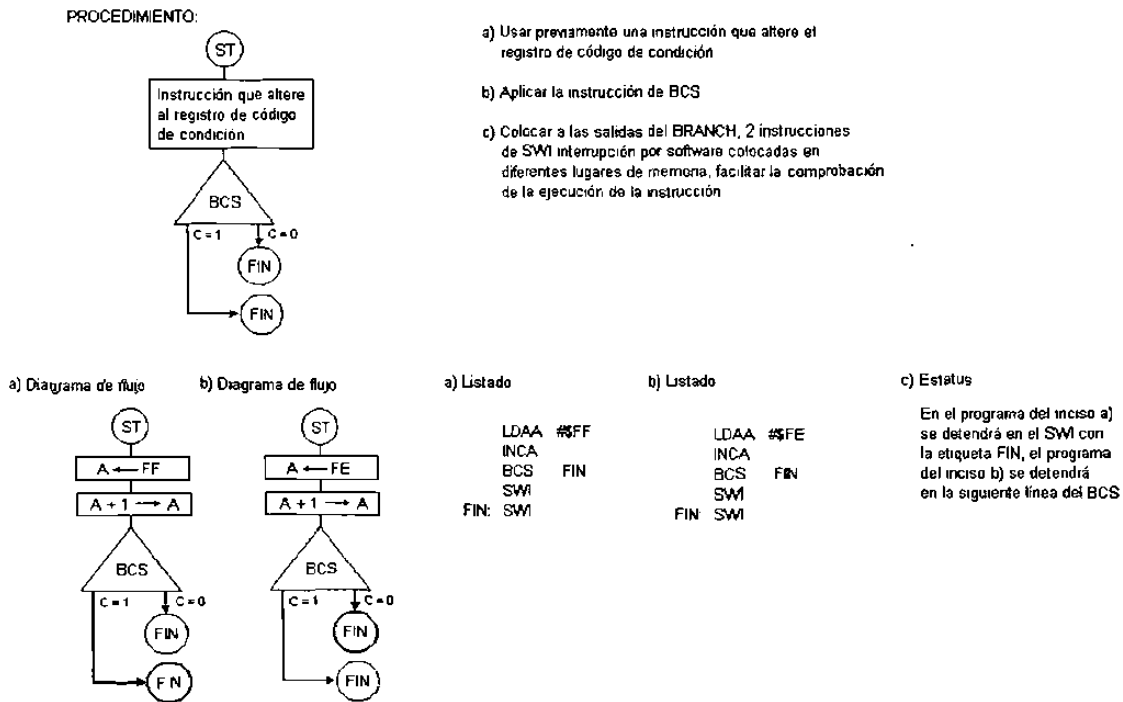 PROCEDIMIENTO:
ST
Instrucción que altere
al registro de código
de condición
BCS
C = 1
C = 0
FIN
FIN
a) Usar previamente una instrucción que altere el
registro de código de condición
b) Aplicar la instrucción de BCS
c) Colocar a las salidas del BRANCH, 2 instrucciones
de SWI interrupción por software colocadas en
diferentes lugares de memoria, facilitar la comprobación
de la ejecución de la instrucción
a) Diagrama de flujo
ST
A ← FF
A + 1 → A
BCS
C = 1
C = 0
FIN
FIN
b) Diagrama de flujo
ST
A ← FE
A + 1 → A
BCS
C = 1
C = 0
FIN
FIN
a) Listado
LDAA #$FF
INCA
BCS FIN
SWI
FIN: SWI
b) Listado
LDAA #$FE
INCA
BCS FIN
SWI
FIN SWI
c) Estatus
En el programa del inciso a)
se detendrá en el SWI con
la etiqueta FIN, el programa
del inciso b) se detendrá
en la siguiente línea del BCS